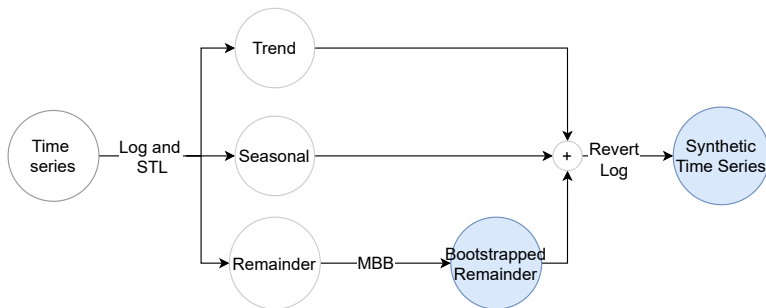 Trend
Time
series
Log and
STL
Seasonal
+
Revert
Log
Synthetic
Time Series
Remainder
MBB
Bootstrapped
Remainder